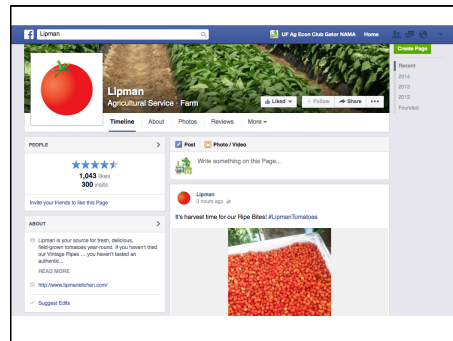 Lipman
UF Ag Econ Club Gator NAMA Home
Create Page
Recent
2014
2013
2012
Founded
Lipman
Agricultural Service · Farm
Liked
Follow
Share
Timeline About Photos Reviews More
PEOPLE
1,043 likes
300 visits
Invite your friends to like this Page
ABOUT
Lipman is your source for fresh, delicious,
field-grown tomatoes year-round. If you haven't tried
our Vintage Ripes ... you haven't tasted an
authentic...
READ MORE
http://www.lipmankitchen.com/
Suggest Edits
Post Photo / Video
Write something on this Page...
Lipman
3 hours ago
It's harvest time for our Ripe Bites! #LipmanTomatoes